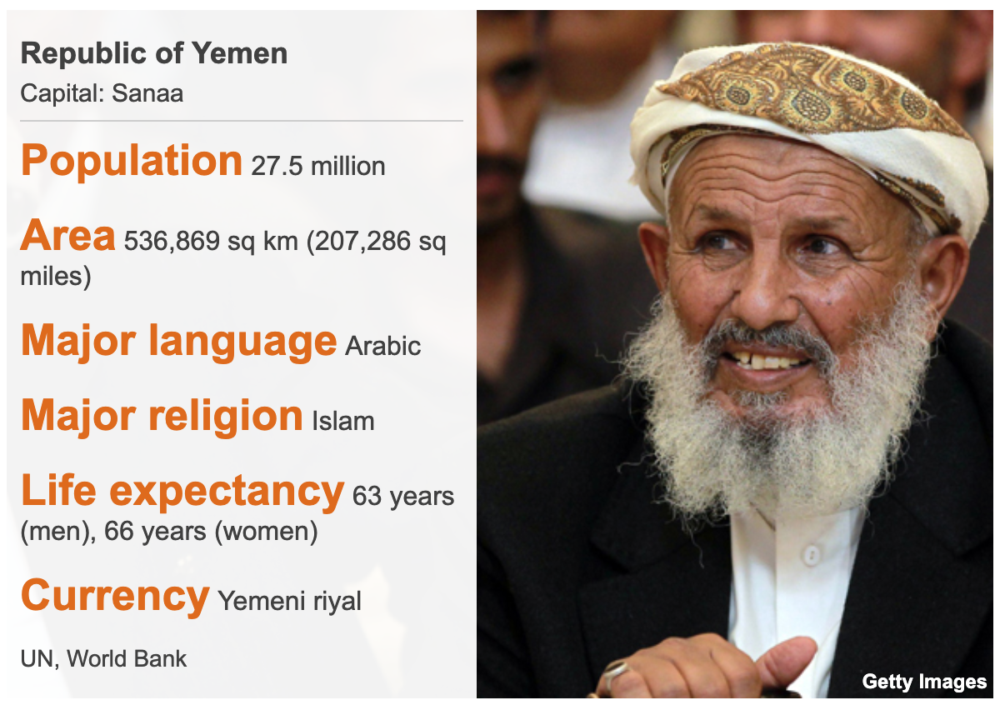 Republic of Yemen
Capital: Sanaa
Population 27.5 million
Area 536,869 sq km (207,286 sq
miles)
Major language Arabic
Major religion Islam
Life expectancy 63 years
(men), 66 years (women)
Currency Yemeni riyal
UN, World Bank
Getty Images